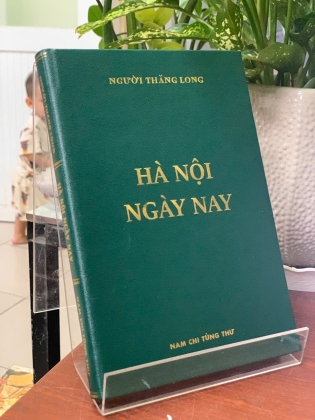 NGƯỜI THĂNG LONG
HÀ NỘI
NGÀY NAY
NAM CHI TÙNG THƯ